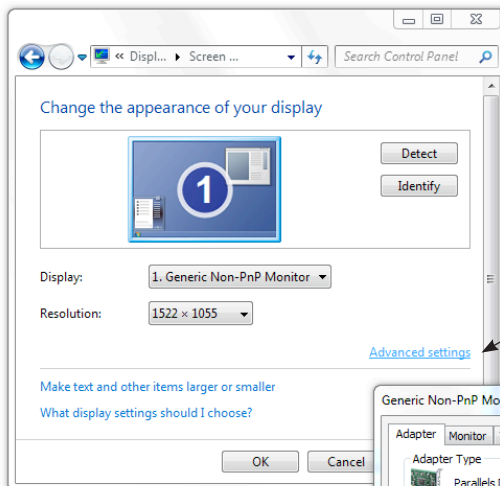 « Displ... ▸ Screen ...
Search Control Panel
Change the appearance of your display
1
Detect
Identify
Display:
1. Generic Non-PnP Monitor
Resolution:
1522 × 1055
Advanced settings
Make text and other items larger or smaller
What display settings should I choose?
OK
Cancel
Generic Non-PnP Mo
Adapter
Monitor
Adapter Type
Parallels